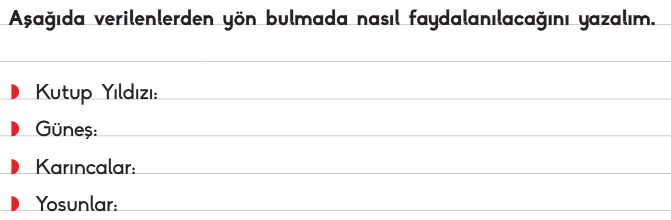 Aşağıda verilenlerden yön bulmada nasıl faydalanılacağını yazalım.
Kutup Yıldızı:
Güneş:
Karıncalar:
Yosunlar: